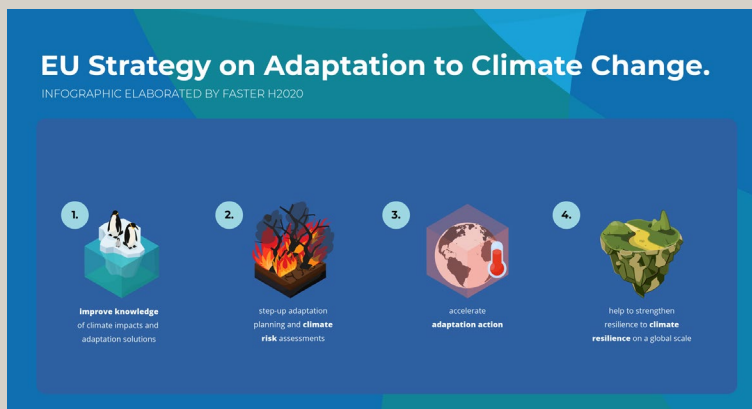 EU Strategy on Adaptation to Climate Change.
INFOGRAPHIC ELABORATED BY FASTER H2020
1.
improve knowledge
of climate impacts and
adaptation solutions
2.
step-up adaptation
planning and climate
risk assessments
3.
accelerate
adaptation action
4.
help to strengthen
resilience to climate
resilience on a global scale